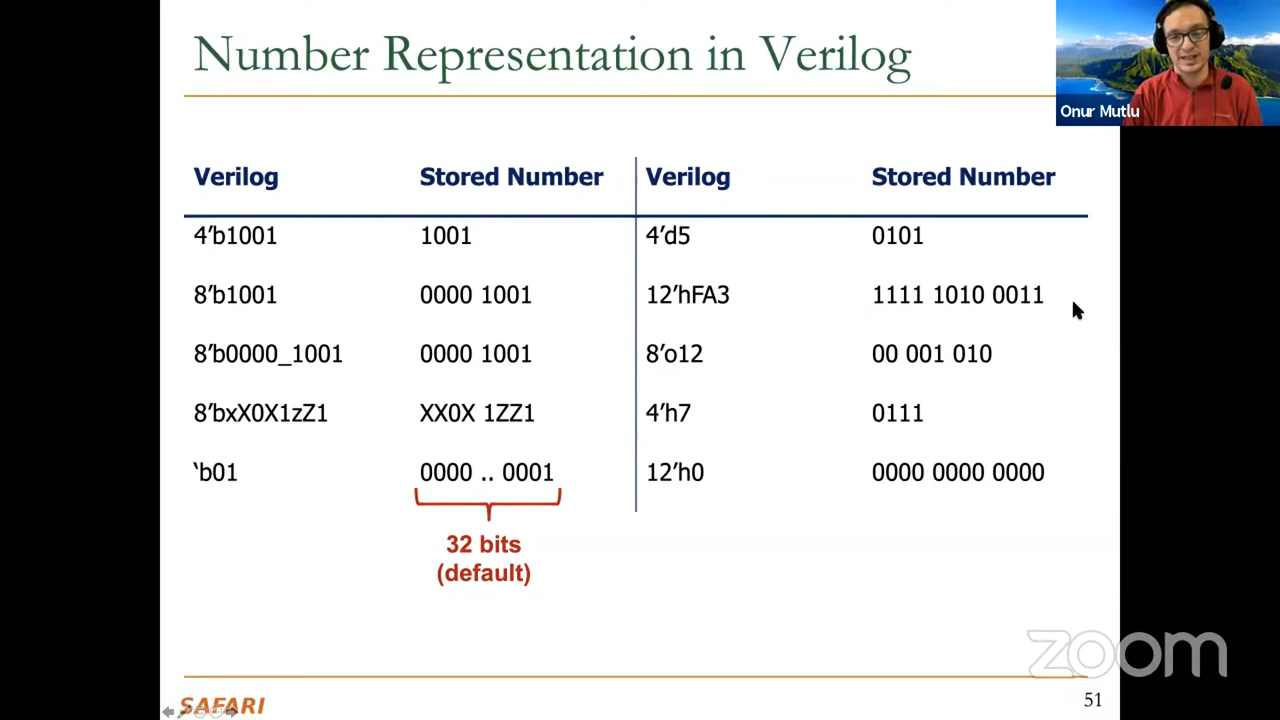 Number Representation in Verilog
Onur Mutlu
Verilog Stored Number Verilog Stored Number
4'b1001 1001 4'd5 0101
8'b1001 0000 1001 12'hFA3 1111 1010 0011
8'b0000_1001 0000 1001 8'o12 00 001 010
8'bxX0X1zZ1 XX0X 1ZZ1 4'h7 0111
‘b01 0000 .. 0001 12'h0 0000 0000 0000
32 bits
(default)
zoom
SAFARI
51